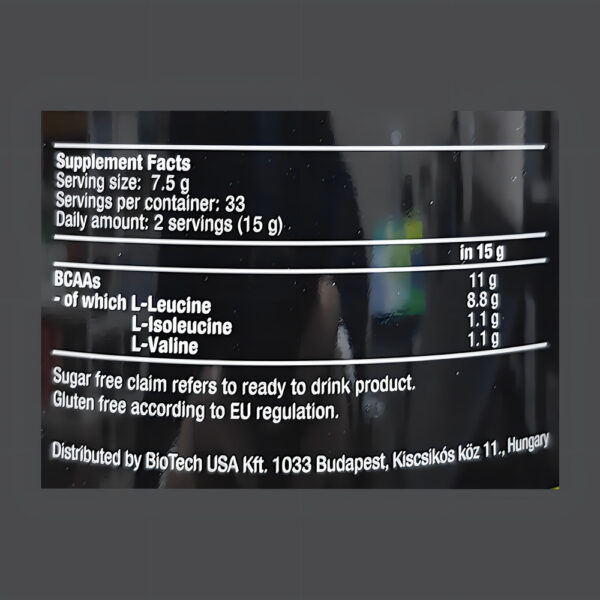 Supplement Facts
Serving size: 7.5 g
Servings per container: 33
Daily amount: 2 servings (15 g)
in 15 g
BCAAs 11 g
- of which L-Leucine 8.8 g
L-Isoleucine 1.1 g
L-Valine 1.1 g
Sugar free claim refers to ready to drink product.
Gluten free according to EU regulation.
Distributed by BioTech USA Kft. 1033 Budapest, Kiscsikós köz 11., Hungary